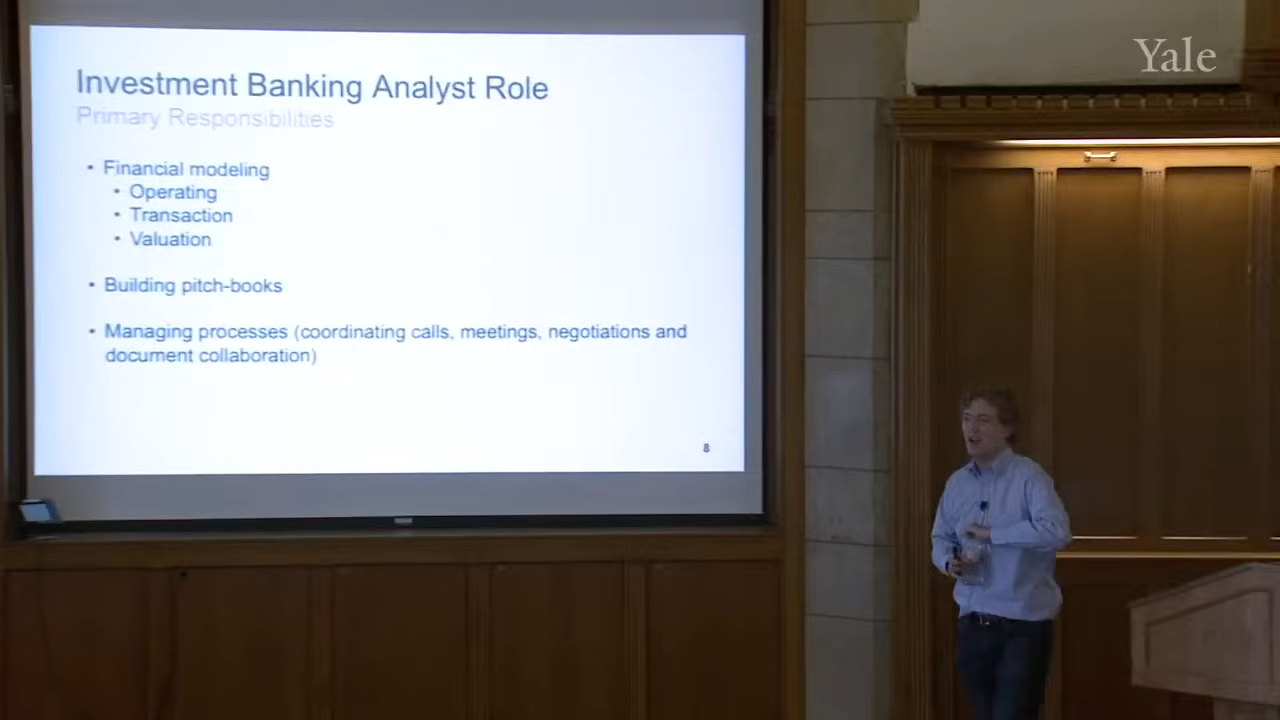 Yale
Investment Banking Analyst Role
Primary Responsibilities
• Financial modeling
• Operating
• Transaction
• Valuation
• Building pitch-books
• Managing processes (coordinating calls, meetings, negotiations and
document collaboration)
8